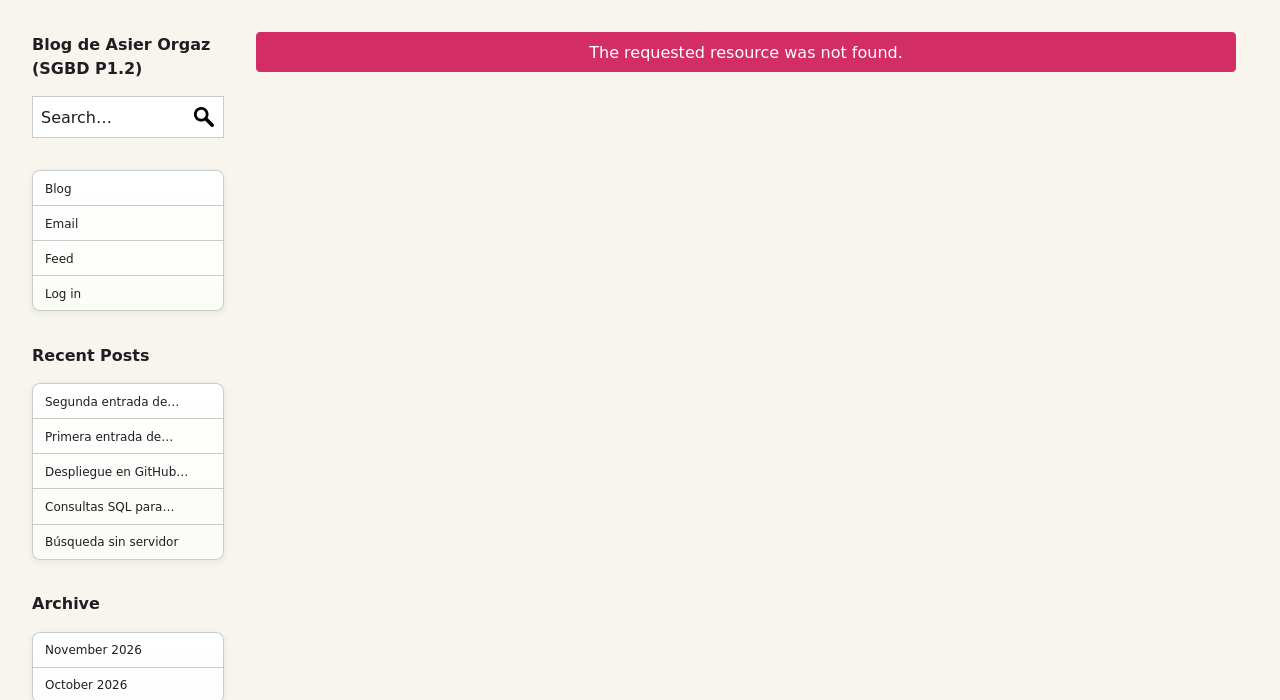 Blog de Asier Orgaz
(SGBD P1.2)
Search…
Blog
Email
Feed
Log in
Recent Posts
Segunda entrada de…
Primera entrada de…
Despliegue en GitHub…
Consultas SQL para…
Búsqueda sin servidor
Archive
November 2026
October 2026
The requested resource was not found.